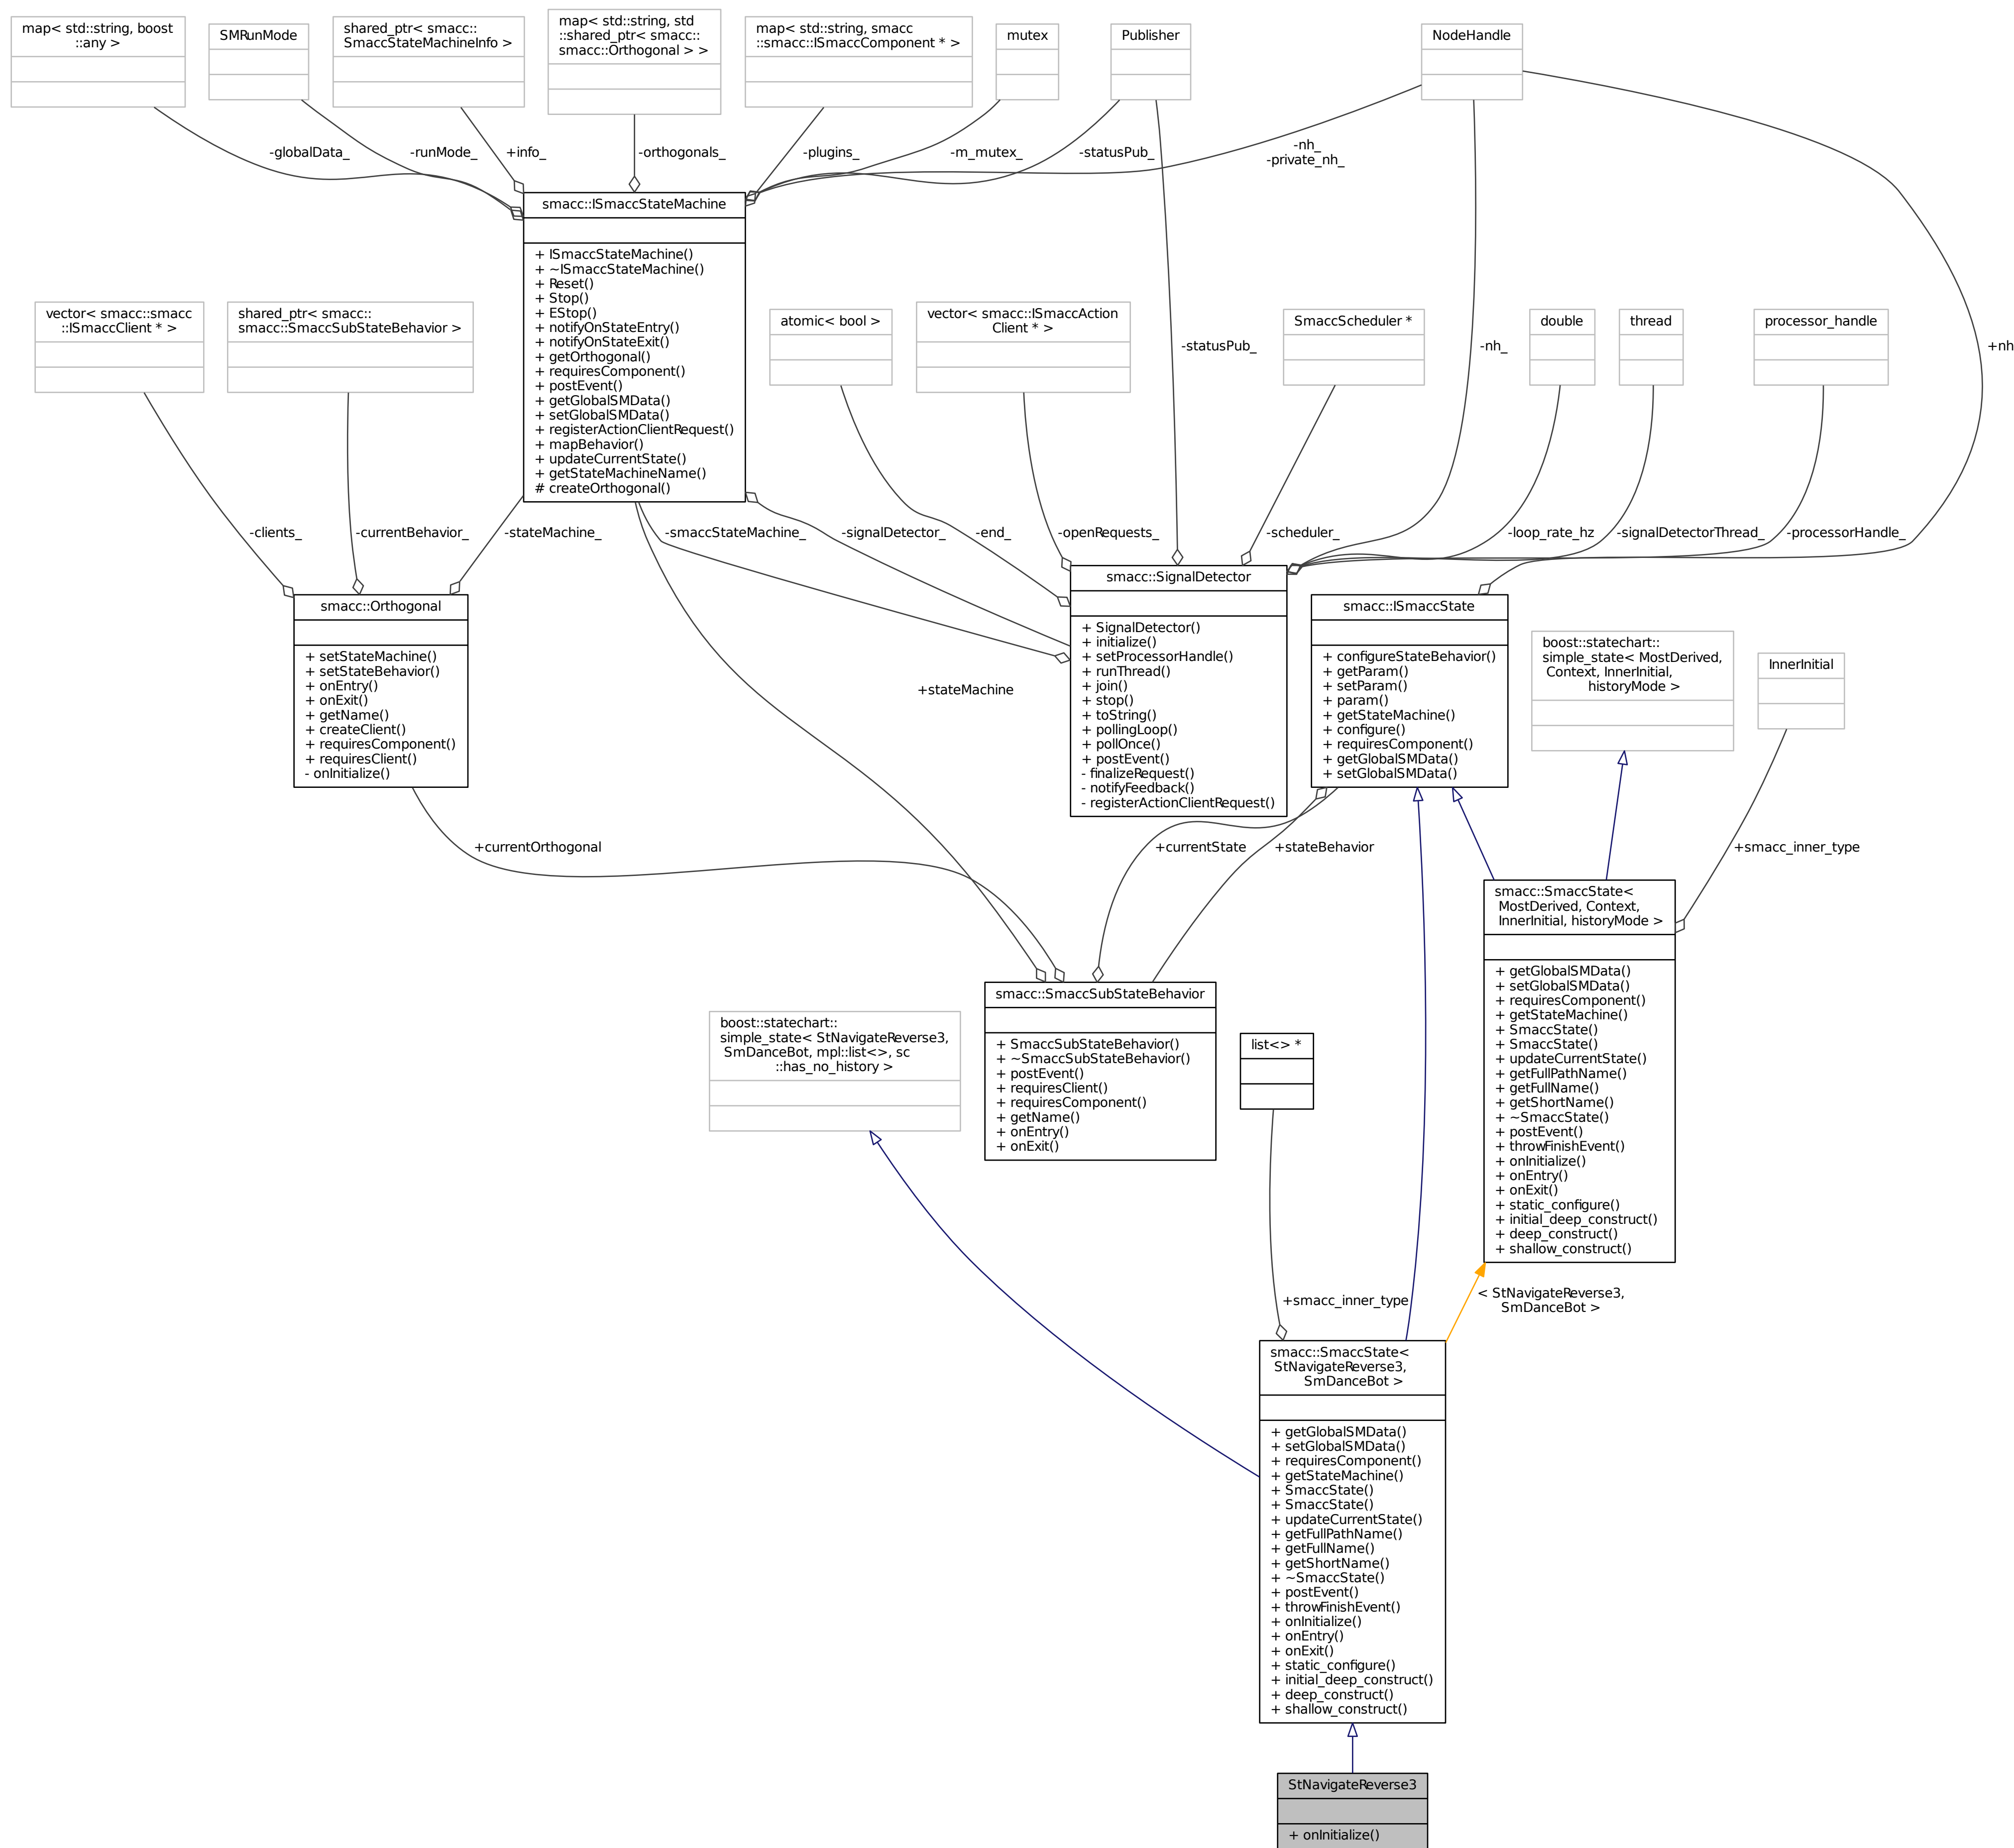 map< std::string, boost
::any >
SMRunMode
shared_ptr< smacc::
SmaccStateMachineInfo >
map< std::string, std
::shared_ptr< smacc::
smacc::Orthogonal > >
map< std::string, smacc
::smacc::ISmaccComponent * >
mutex
Publisher
NodeHandle
-globalData_
-runMode_
+info_
-orthogonals_
-plugins_
-m_mutex_
-statusPub_
-nh_
-private_nh_
smacc::ISmaccStateMachine
+ ISmaccStateMachine()
+ ~ISmaccStateMachine()
+ Reset()
+ Stop()
+ EStop()
+ notifyOnStateEntry()
+ notifyOnStateExit()
+ getOrthogonal()
+ requiresComponent()
+ postEvent()
+ getGlobalSMData()
+ setGlobalSMData()
+ registerActionClientRequest()
+ mapBehavior()
+ updateCurrentState()
+ getStateMachineName()
# createOrthogonal()
vector< smacc::smacc
::ISmaccClient * >
shared_ptr< smacc::
smacc::SmaccSubStateBehavior >
atomic< bool >
vector< smacc::ISmaccAction
Client * >
SmaccScheduler *
double
thread
processor_handle
-statusPub_
-nh_
+nh
-clients_
-currentBehavior_
-stateMachine_
-smaccStateMachine_
-signalDetector_
-end_
-openRequests_
-scheduler_
-loop_rate_hz
-signalDetectorThread_
-processorHandle_
smacc::Orthogonal
+ setStateMachine()
+ setStateBehavior()
+ onEntry()
+ onExit()
+ getName()
+ createClient()
+ requiresComponent()
+ requiresClient()
- onInitialize()
smacc::SignalDetector
+ SignalDetector()
+ initialize()
+ setProcessorHandle()
+ runThread()
+ join()
+ stop()
+ toString()
+ pollingLoop()
+ pollOnce()
+ postEvent()
- finalizeRequest()
- notifyFeedback()
- registerActionClientRequest()
smacc::ISmaccState
+ configureStateBehavior()
+ getParam()
+ setParam()
+ param()
+ getStateMachine()
+ configure()
+ requiresComponent()
+ getGlobalSMData()
+ setGlobalSMData()
boost::statechart::
simple_state< MostDerived,
Context, InnerInitial,
historyMode >
InnerInitial
+stateMachine
+currentOrthogonal
+currentState
+stateBehavior
+smacc_inner_type
smacc::SmaccState<
MostDerived, Context,
InnerInitial, historyMode >
+ getGlobalSMData()
+ setGlobalSMData()
+ requiresComponent()
+ getStateMachine()
+ SmaccState()
+ SmaccState()
+ updateCurrentState()
+ getFullPathName()
+ getFullName()
+ getShortName()
+ ~SmaccState()
+ postEvent()
+ throwFinishEvent()
+ onInitialize()
+ onEntry()
+ onExit()
+ static_configure()
+ initial_deep_construct()
+ deep_construct()
+ shallow_construct()
smacc::SmaccSubStateBehavior
+ SmaccSubStateBehavior()
+ ~SmaccSubStateBehavior()
+ postEvent()
+ requiresClient()
+ requiresComponent()
+ getName()
+ onEntry()
+ onExit()
boost::statechart::
simple_state< StNavigateReverse3,
SmDanceBot, mpl::list<>, sc
::has_no_history >
list<> *
+smacc_inner_type
< StNavigateReverse3,
SmDanceBot >
smacc::SmaccState<
StNavigateReverse3,
SmDanceBot >
+ getGlobalSMData()
+ setGlobalSMData()
+ requiresComponent()
+ getStateMachine()
+ SmaccState()
+ SmaccState()
+ updateCurrentState()
+ getFullPathName()
+ getFullName()
+ getShortName()
+ ~SmaccState()
+ postEvent()
+ throwFinishEvent()
+ onInitialize()
+ onEntry()
+ onExit()
+ static_configure()
+ initial_deep_construct()
+ deep_construct()
+ shallow_construct()
StNavigateReverse3
+ onInitialize()